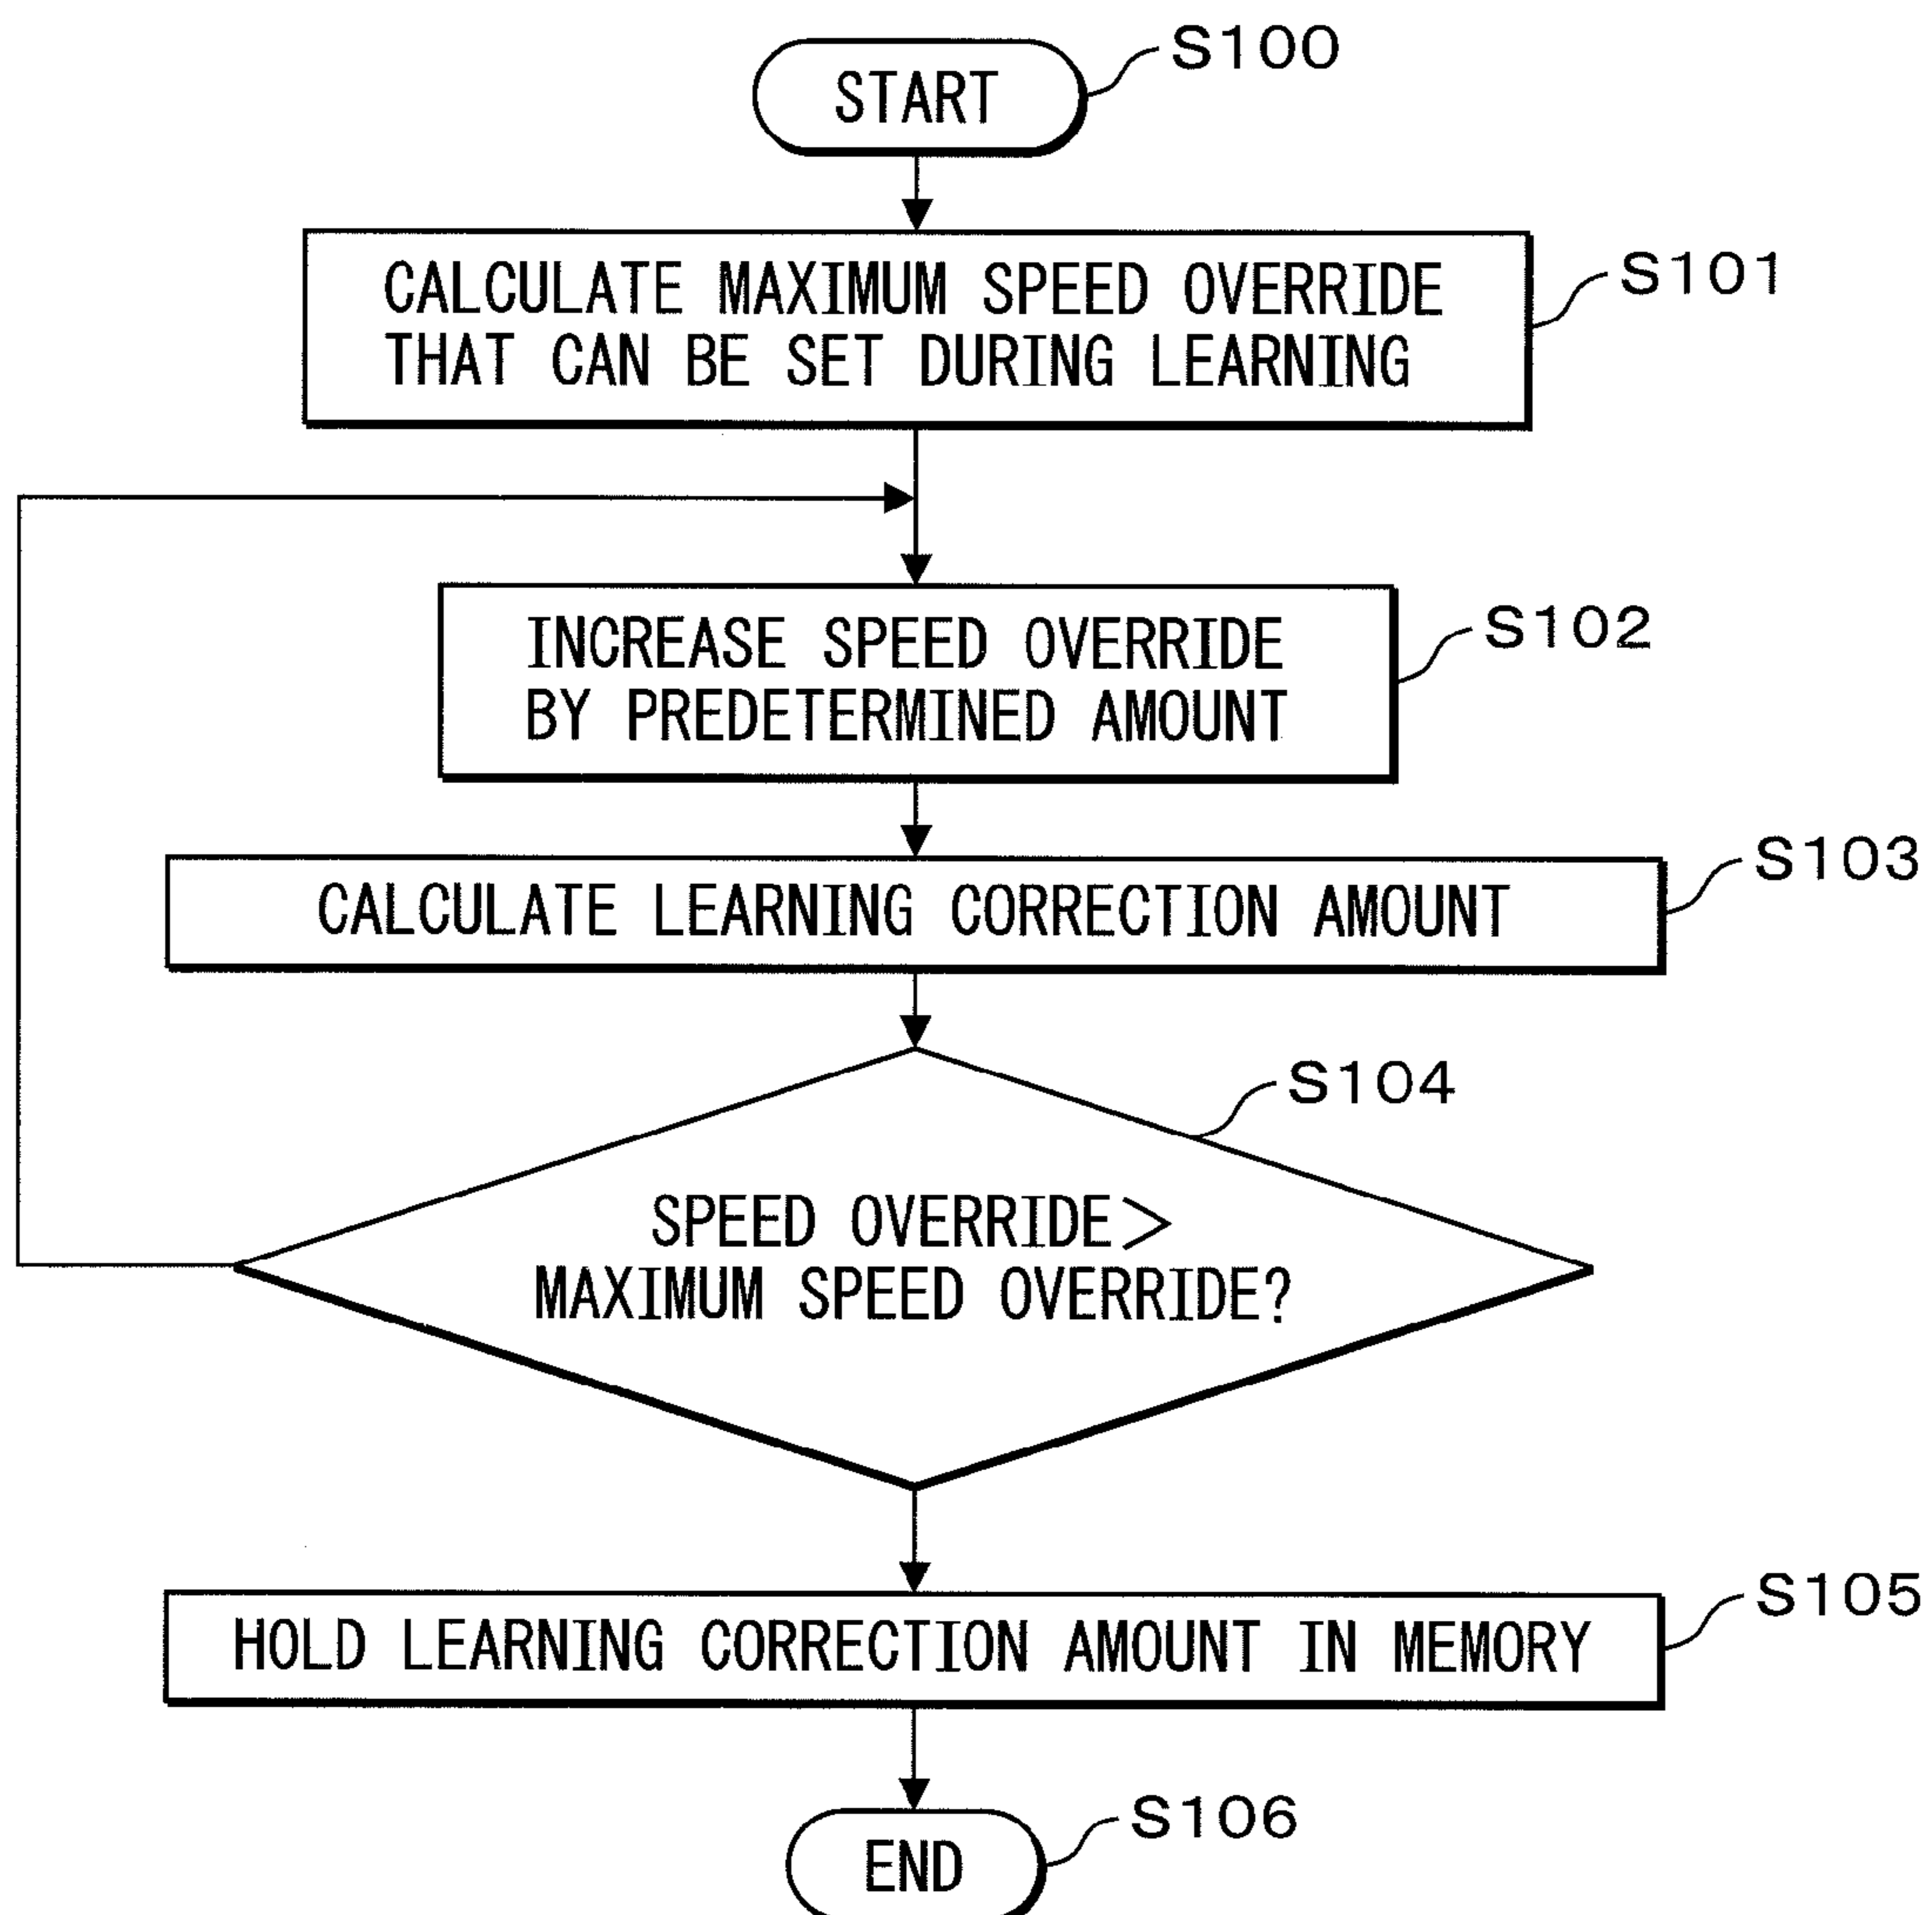 START
S100
CALCULATE MAXIMUM SPEED OVERRIDE
THAT CAN BE SET DURING LEARNING
S101
INCREASE SPEED OVERRIDE
BY PREDETERMINED AMOUNT
S102
CALCULATE LEARNING CORRECTION AMOUNT
S103
S104
SPEED OVERRIDE>
MAXIMUM SPEED OVERRIDE?
HOLD LEARNING CORRECTION AMOUNT IN MEMORY
S105
END
S106